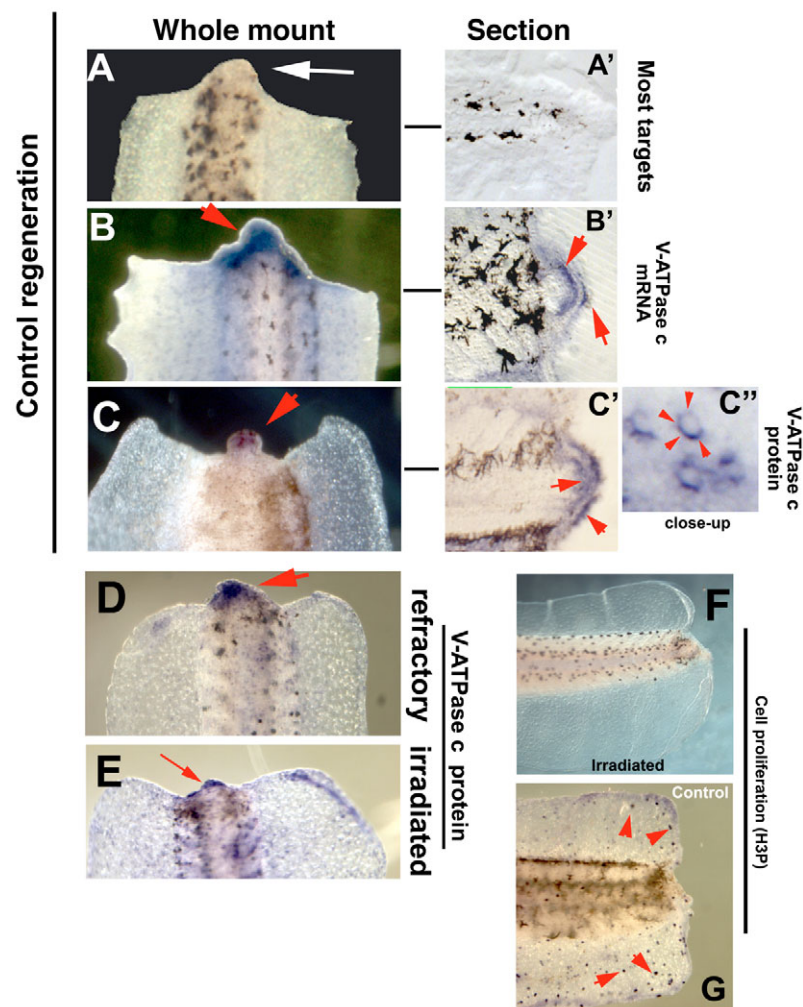 Whole mount
Section
Control regeneration
A
A'
Most targets
B
B'
V-ATPase c
mRNA
C
C'
C''
V-ATPase c
protein
close-up
D
refractory
E
irradiated
V-ATPase c protein
F
Irradiated
Control
G
Cell proliferation (H3P)